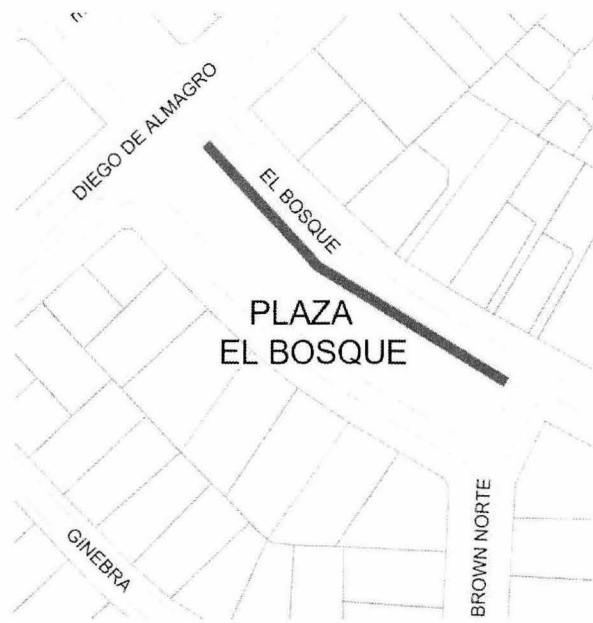 DIEGO DE ALMAGRO
EL BOSQUE
PLAZA
EL BOSQUE
GINEBRA
BROWN NORTE